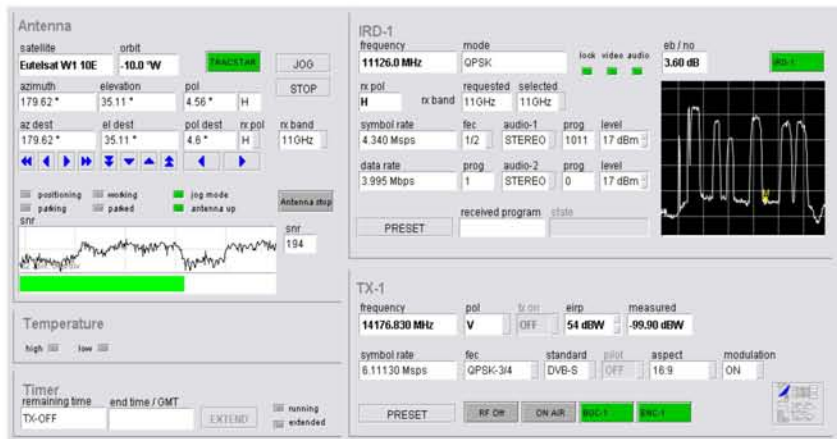 Antenna
satellite orbit
Eutelsat W1 10E -10.0 °W TRACSTAR JOG
azimuth elevation pol STOP
179.62 ° 35.11 ° 4.56 ° H
az dest el dest pol dest rx pol rx band
179.62 ° 35.11 ° 4.6 ° H 11GHz
positioning working jog mode
parking parked antenna up Antenna stop
snr snr
194
Temperature
high low
Timer
remaining time end time / GMT
TX-OFF EXTEND running
extended
IRD-1
frequency mode lock video audio eb / no
11126.0 MHz QPSK 3.60 dB IRD-1
rx pol requested selected
H rx band 11GHz 11GHz
symbol rate fec audio-1 prog level
4.340 Msps 1/2 STEREO 1011 17 dBm
data rate prog audio-2 prog level
3.995 Mbps 1 STEREO 0 17 dBm
received program state
PRESET
TX-1
frequency pol tx on eirp measured
14176.830 MHz V OFF 54 dBW -99.90 dBW
symbol rate fec standard pilot aspect modulation
6.11130 Msps QPSK-3/4 DVB-S OFF 16:9 ON
PRESET RF Off ON AIR BUC-1 ENC-1